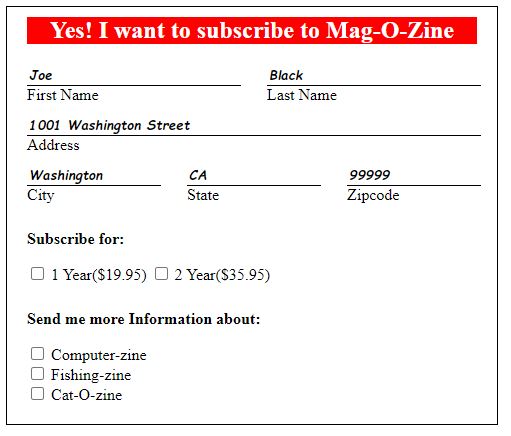 Yes! I want to subscribe to Mag-O-Zine
Joe Black
First Name Last Name
1001 Washington Street
Address
Washington CA 99999
City State Zipcode
Subscribe for:
1 Year($19.95) 2 Year($35.95)
Send me more Information about:
Computer-zine
Fishing-zine
Cat-O-zine